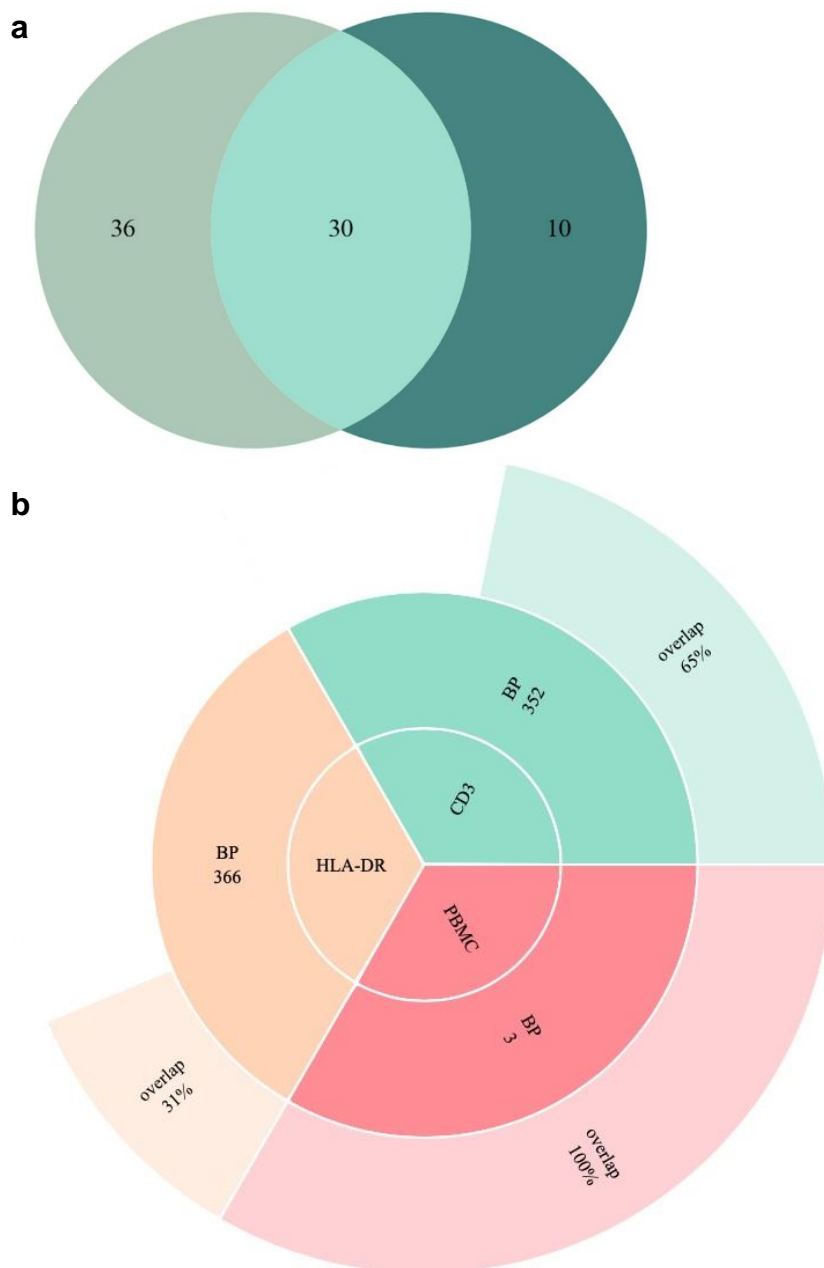 a
36
30
10
b
overlap
65%
BP
352
CD3
BP
366
HLA-DR
PBMC
BP
3
overlap
31%
overlap
100%